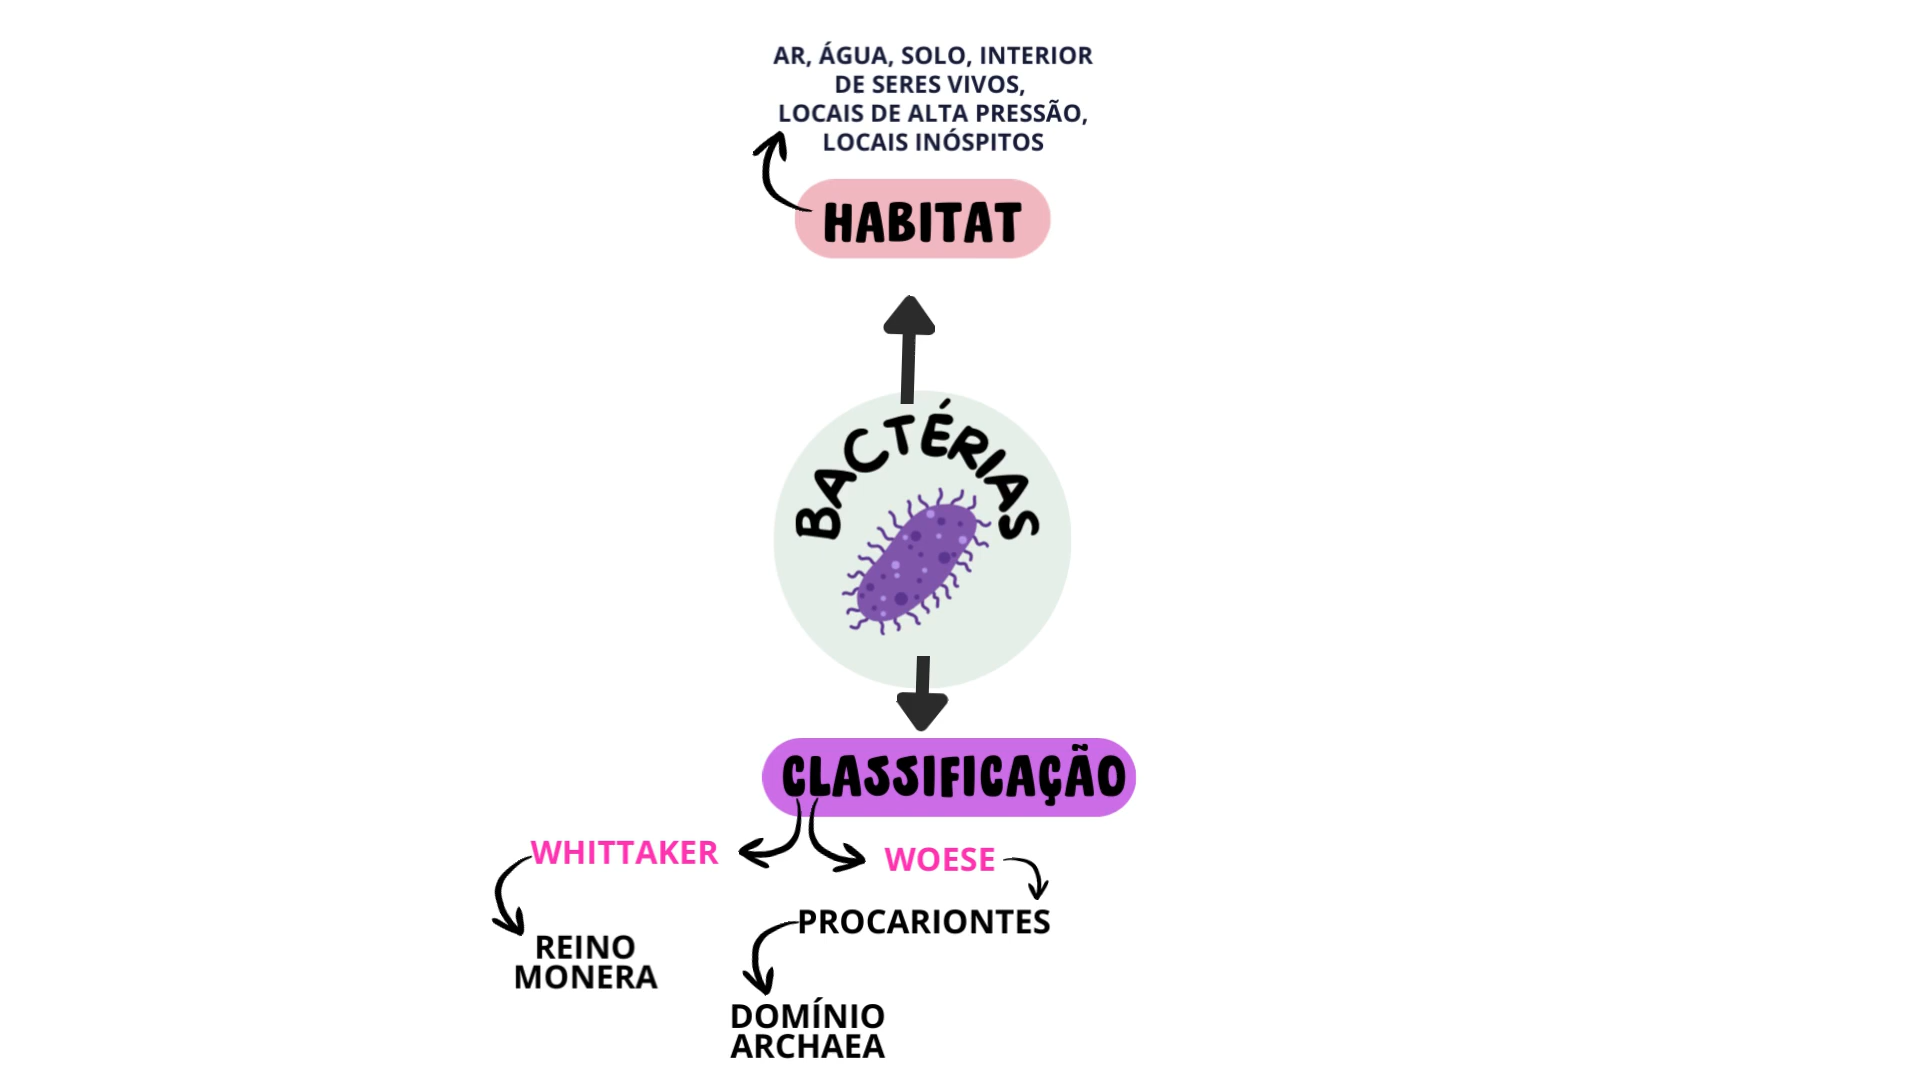 AR, ÁGUA, SOLO, INTERIOR
DE SERES VIVOS,
LOCAIS DE ALTA PRESSÃO,
LOCAIS INÓSPITOS
HABITAT
BACTÉRIAS
CLASSIFICAÇÃO
WHITTAKER
WOESE
PROCARIONTES
REINO
MONERA
DOMÍNIO
ARCHAEA